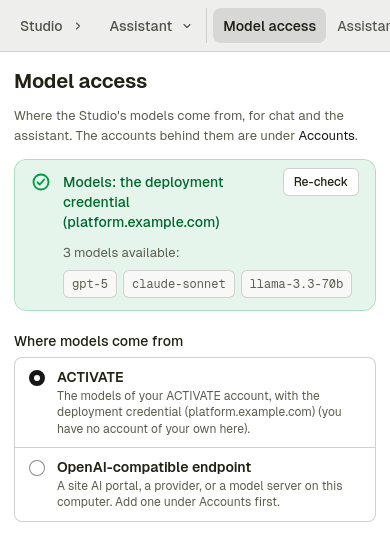 Studio
Assistant
Model access
Assistan
Model access
Where the Studio's models come from, for chat and the
assistant. The accounts behind them are under Accounts.
Models: the deployment
credential
(platform.example.com)
Re-check
3 models available:
gpt-5
claude-sonnet
llama-3.3-70b
Where models come from
ACTIVATE
The models of your ACTIVATE account, with the
deployment credential (platform.example.com) (you
have no account of your own here).
OpenAI-compatible endpoint
A site AI portal, a provider, or a model server on this
computer. Add one under Accounts first.